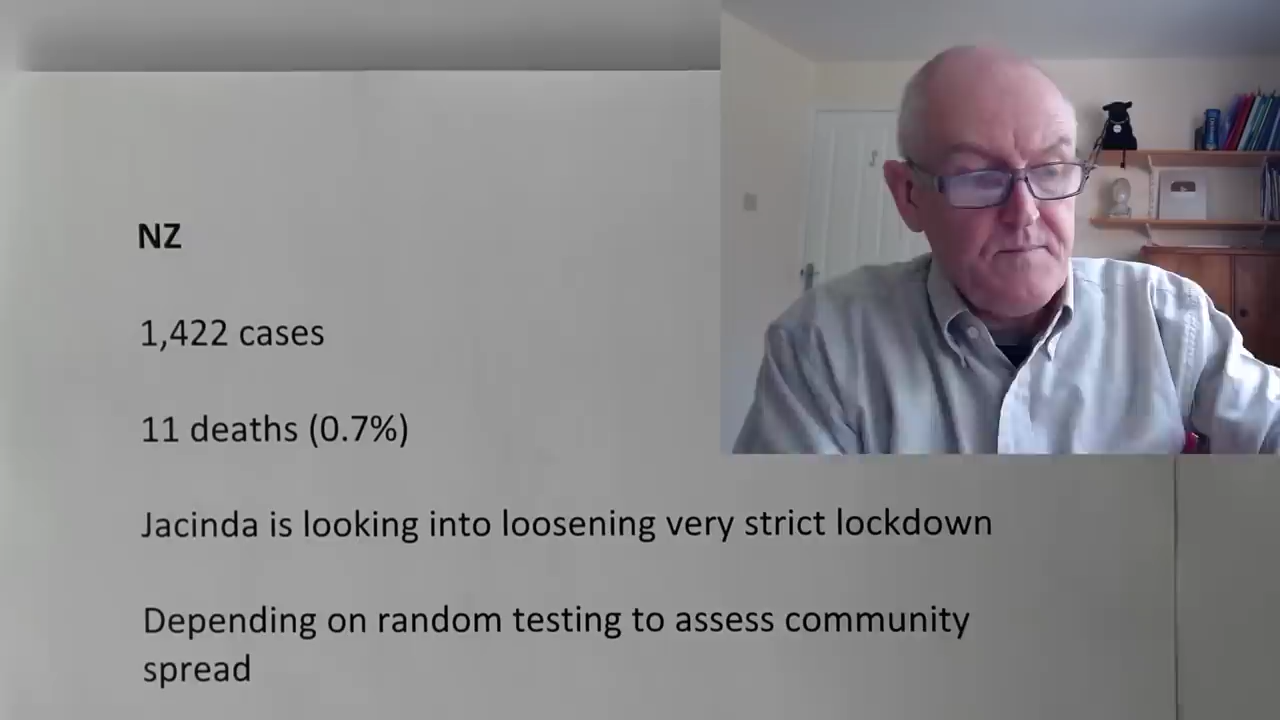 NZ
1,422 cases
11 deaths (0.7%)
Jacinda is looking into loosening very strict lockdown
Depending on random testing to assess community
spread